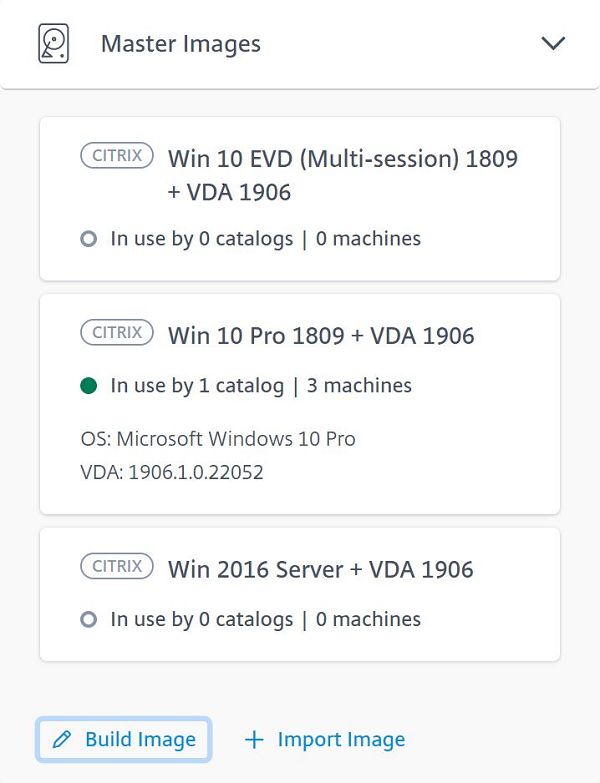 Master Images
CITRIX Win 10 EVD (Multi-session) 1809
+ VDA 1906
In use by 0 catalogs | 0 machines
CITRIX Win 10 Pro 1809 + VDA 1906
In use by 1 catalog | 3 machines
OS: Microsoft Windows 10 Pro
VDA: 1906.1.0.22052
CITRIX Win 2016 Server + VDA 1906
In use by 0 catalogs | 0 machines
Build Image + Import Image